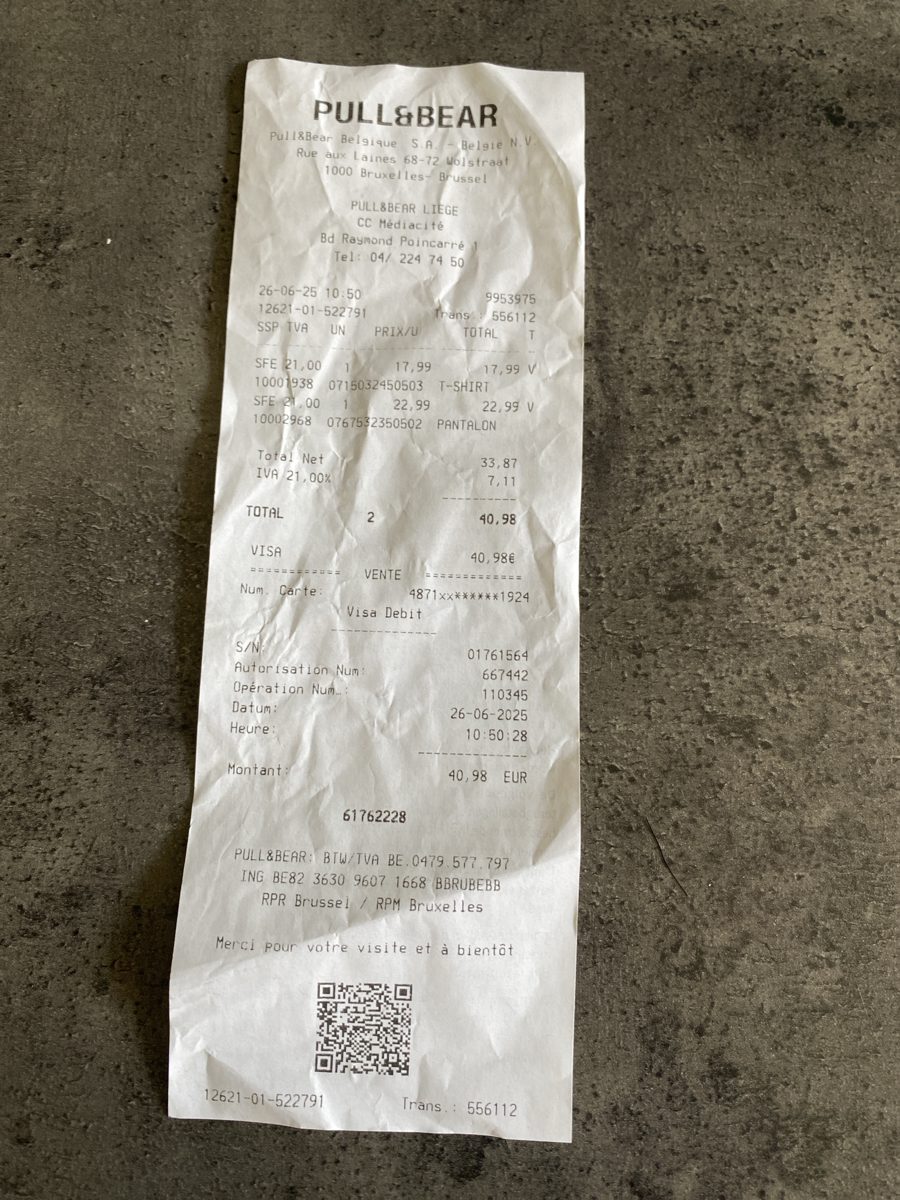 PULL&BEAR
Pull&Bear Belgique S.A. - Belgie N.V.
Rue aux Laines 68-72 Wolstraat
1000 Bruxelles- Brussel
PULL&BEAR LIEGE
CC Médiacité
Bd Raymond Poincarré 1
Tel: 04/ 224 74 50
26-06-25 10:50 9953975
12621-01-522791 Trans.: 556112
SSP TVA UN PRIX/U TOTAL T
SFE 21,00 1 17,99 17,99 V
10001938 0715032450503 T-SHIRT
SFE 21,00 1 22,99 22,99 V
10002968 0767532350502 PANTALON
Total Net 33,87
IVA 21,00% 7,11
----------
TOTAL 2 40,98
VISA 40,98€
============ VENTE =============
Num. Carte: 4871xx******1924
Visa Debit
--------------
S/N: 01761564
Autorisation Num: 667442
Opération Num.: 110345
Datum: 26-06-2025
Heure: 10:50:28
--------------
Montant: 40,98 EUR
61762228
PULL&BEAR: BTW/TVA BE.0479.577.797
ING BE82 3630 9607 1668 BBRUBEBB
RPR Brussel / RPM Bruxelles
Merci pour votre visite et à bientôt
12621-01-522791 Trans.: 556112